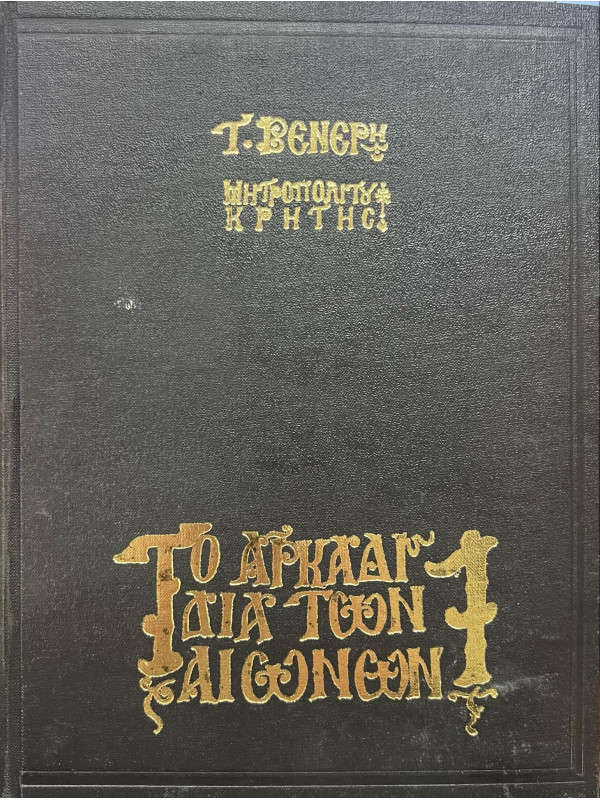 Τ. ΒΕΝΕΡΗ
ΜΗΤΡΟΠΟΛΙΤΟΥ
ΚΡΗΤΗΣ
ΤΟ ΑΡΚΑΔΙ
ΔΙΑ ΤΩΝ
ΑΙΩΝΩΝ